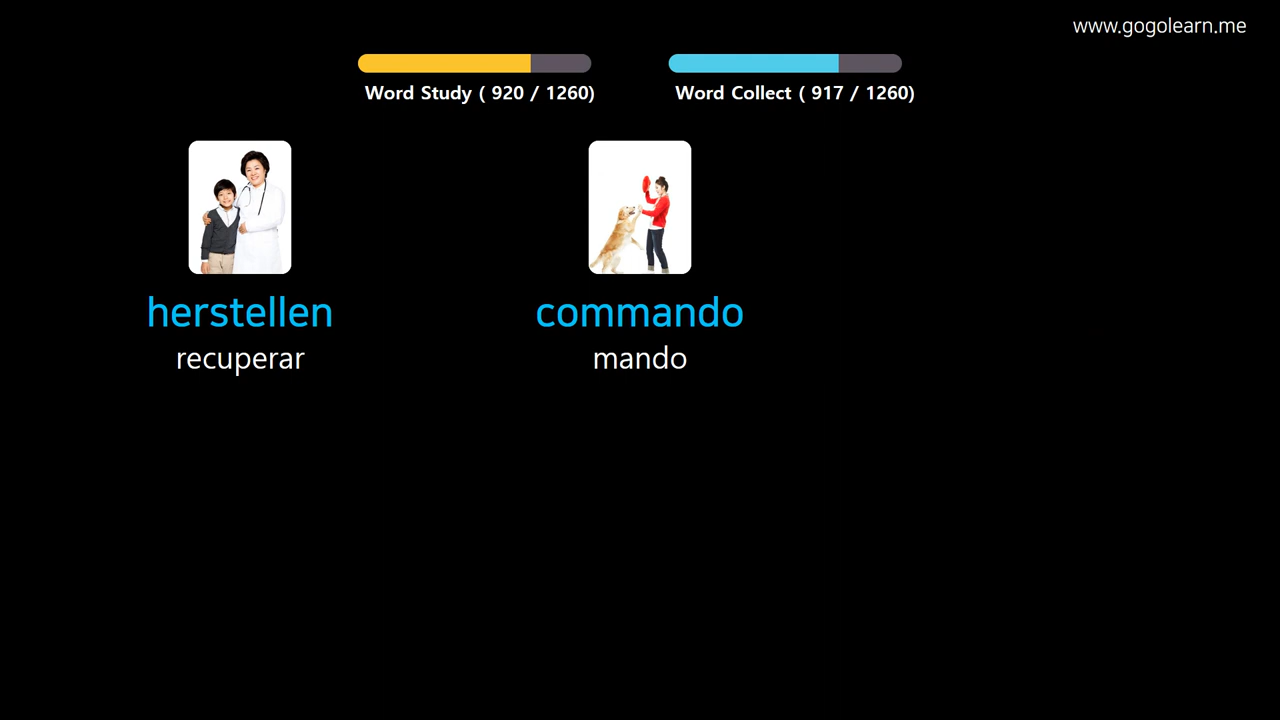 www.gogolearn.me
Word Study ( 920 / 1260)
Word Collect ( 917 / 1260)
herstellen
recuperar
commando
mando